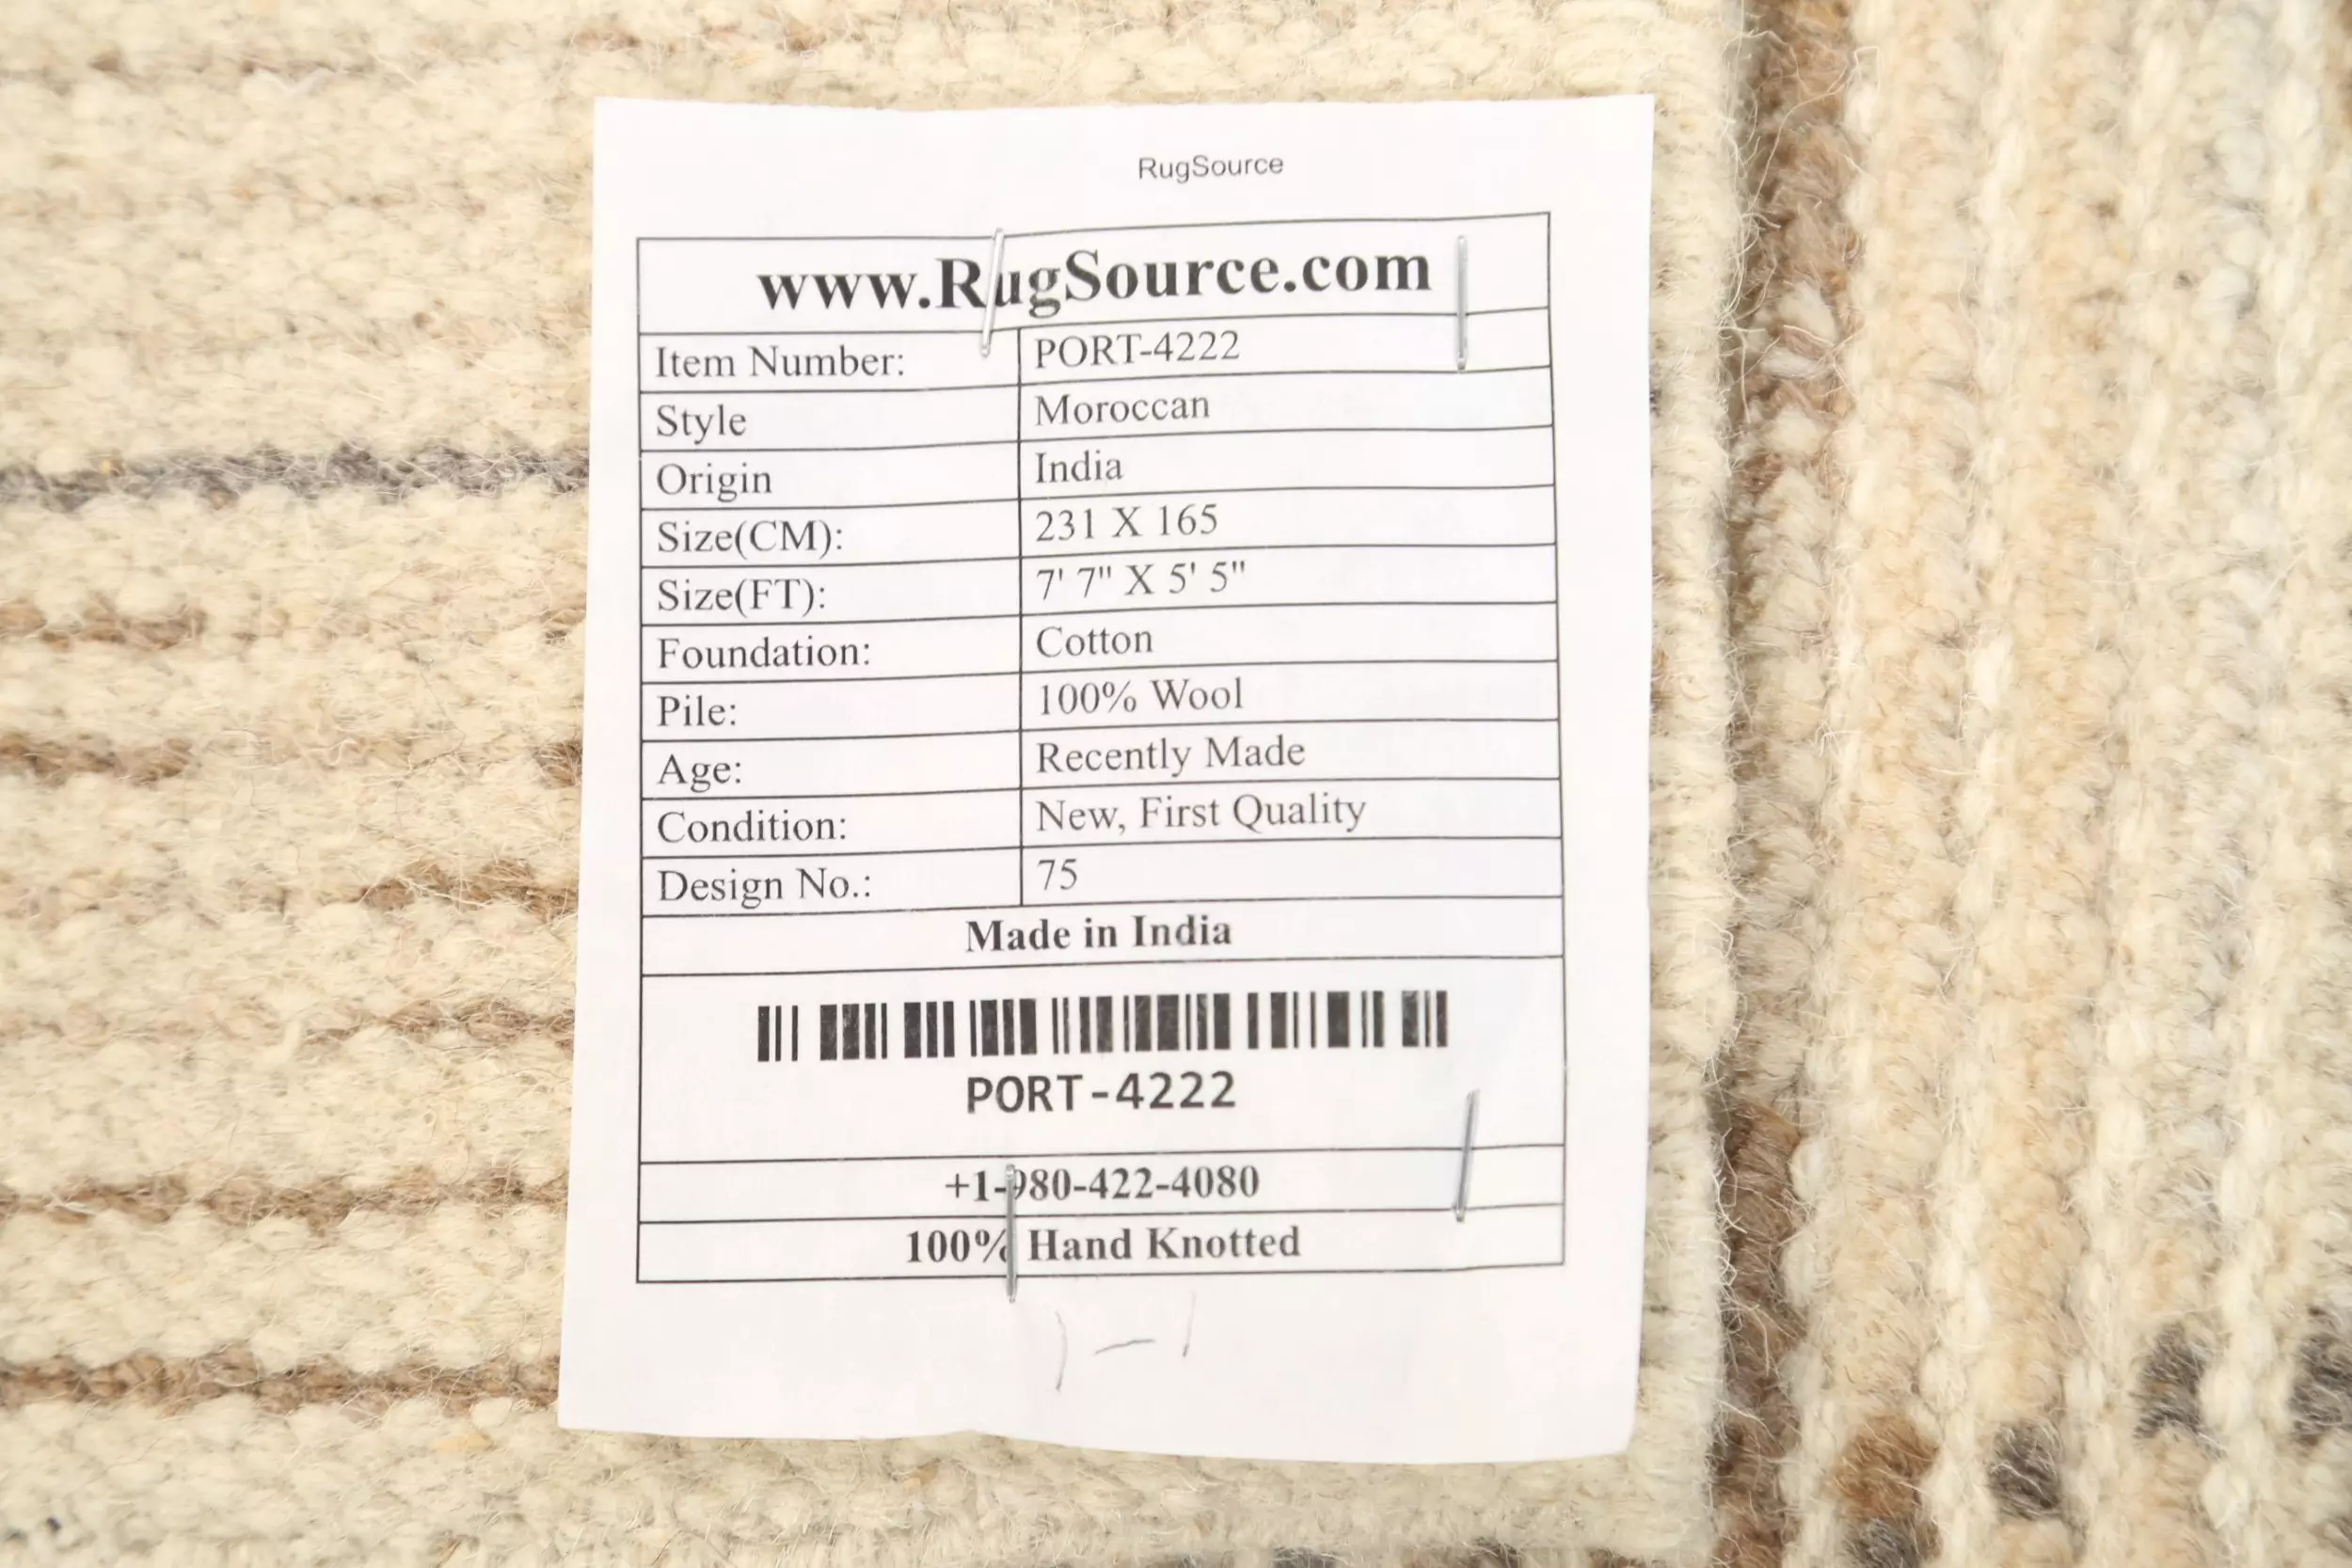 RugSource
www.RugSource.com
Item Number: PORT-4222
Style Moroccan
Origin India
Size(CM): 231 X 165
Size(FT): 7' 7" X 5' 5"
Foundation: Cotton
Pile: 100% Wool
Age: Recently Made
Condition: New, First Quality
Design No.: 75
Made in India
PORT-4222
+1-980-422-4080
100% Hand Knotted
1-1